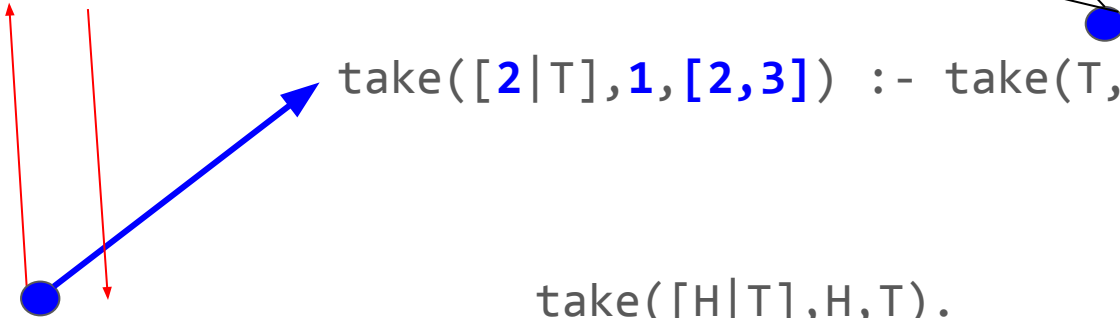 take([2|T],1,[2,3]) :- take(T,
take([H|T],H,T).